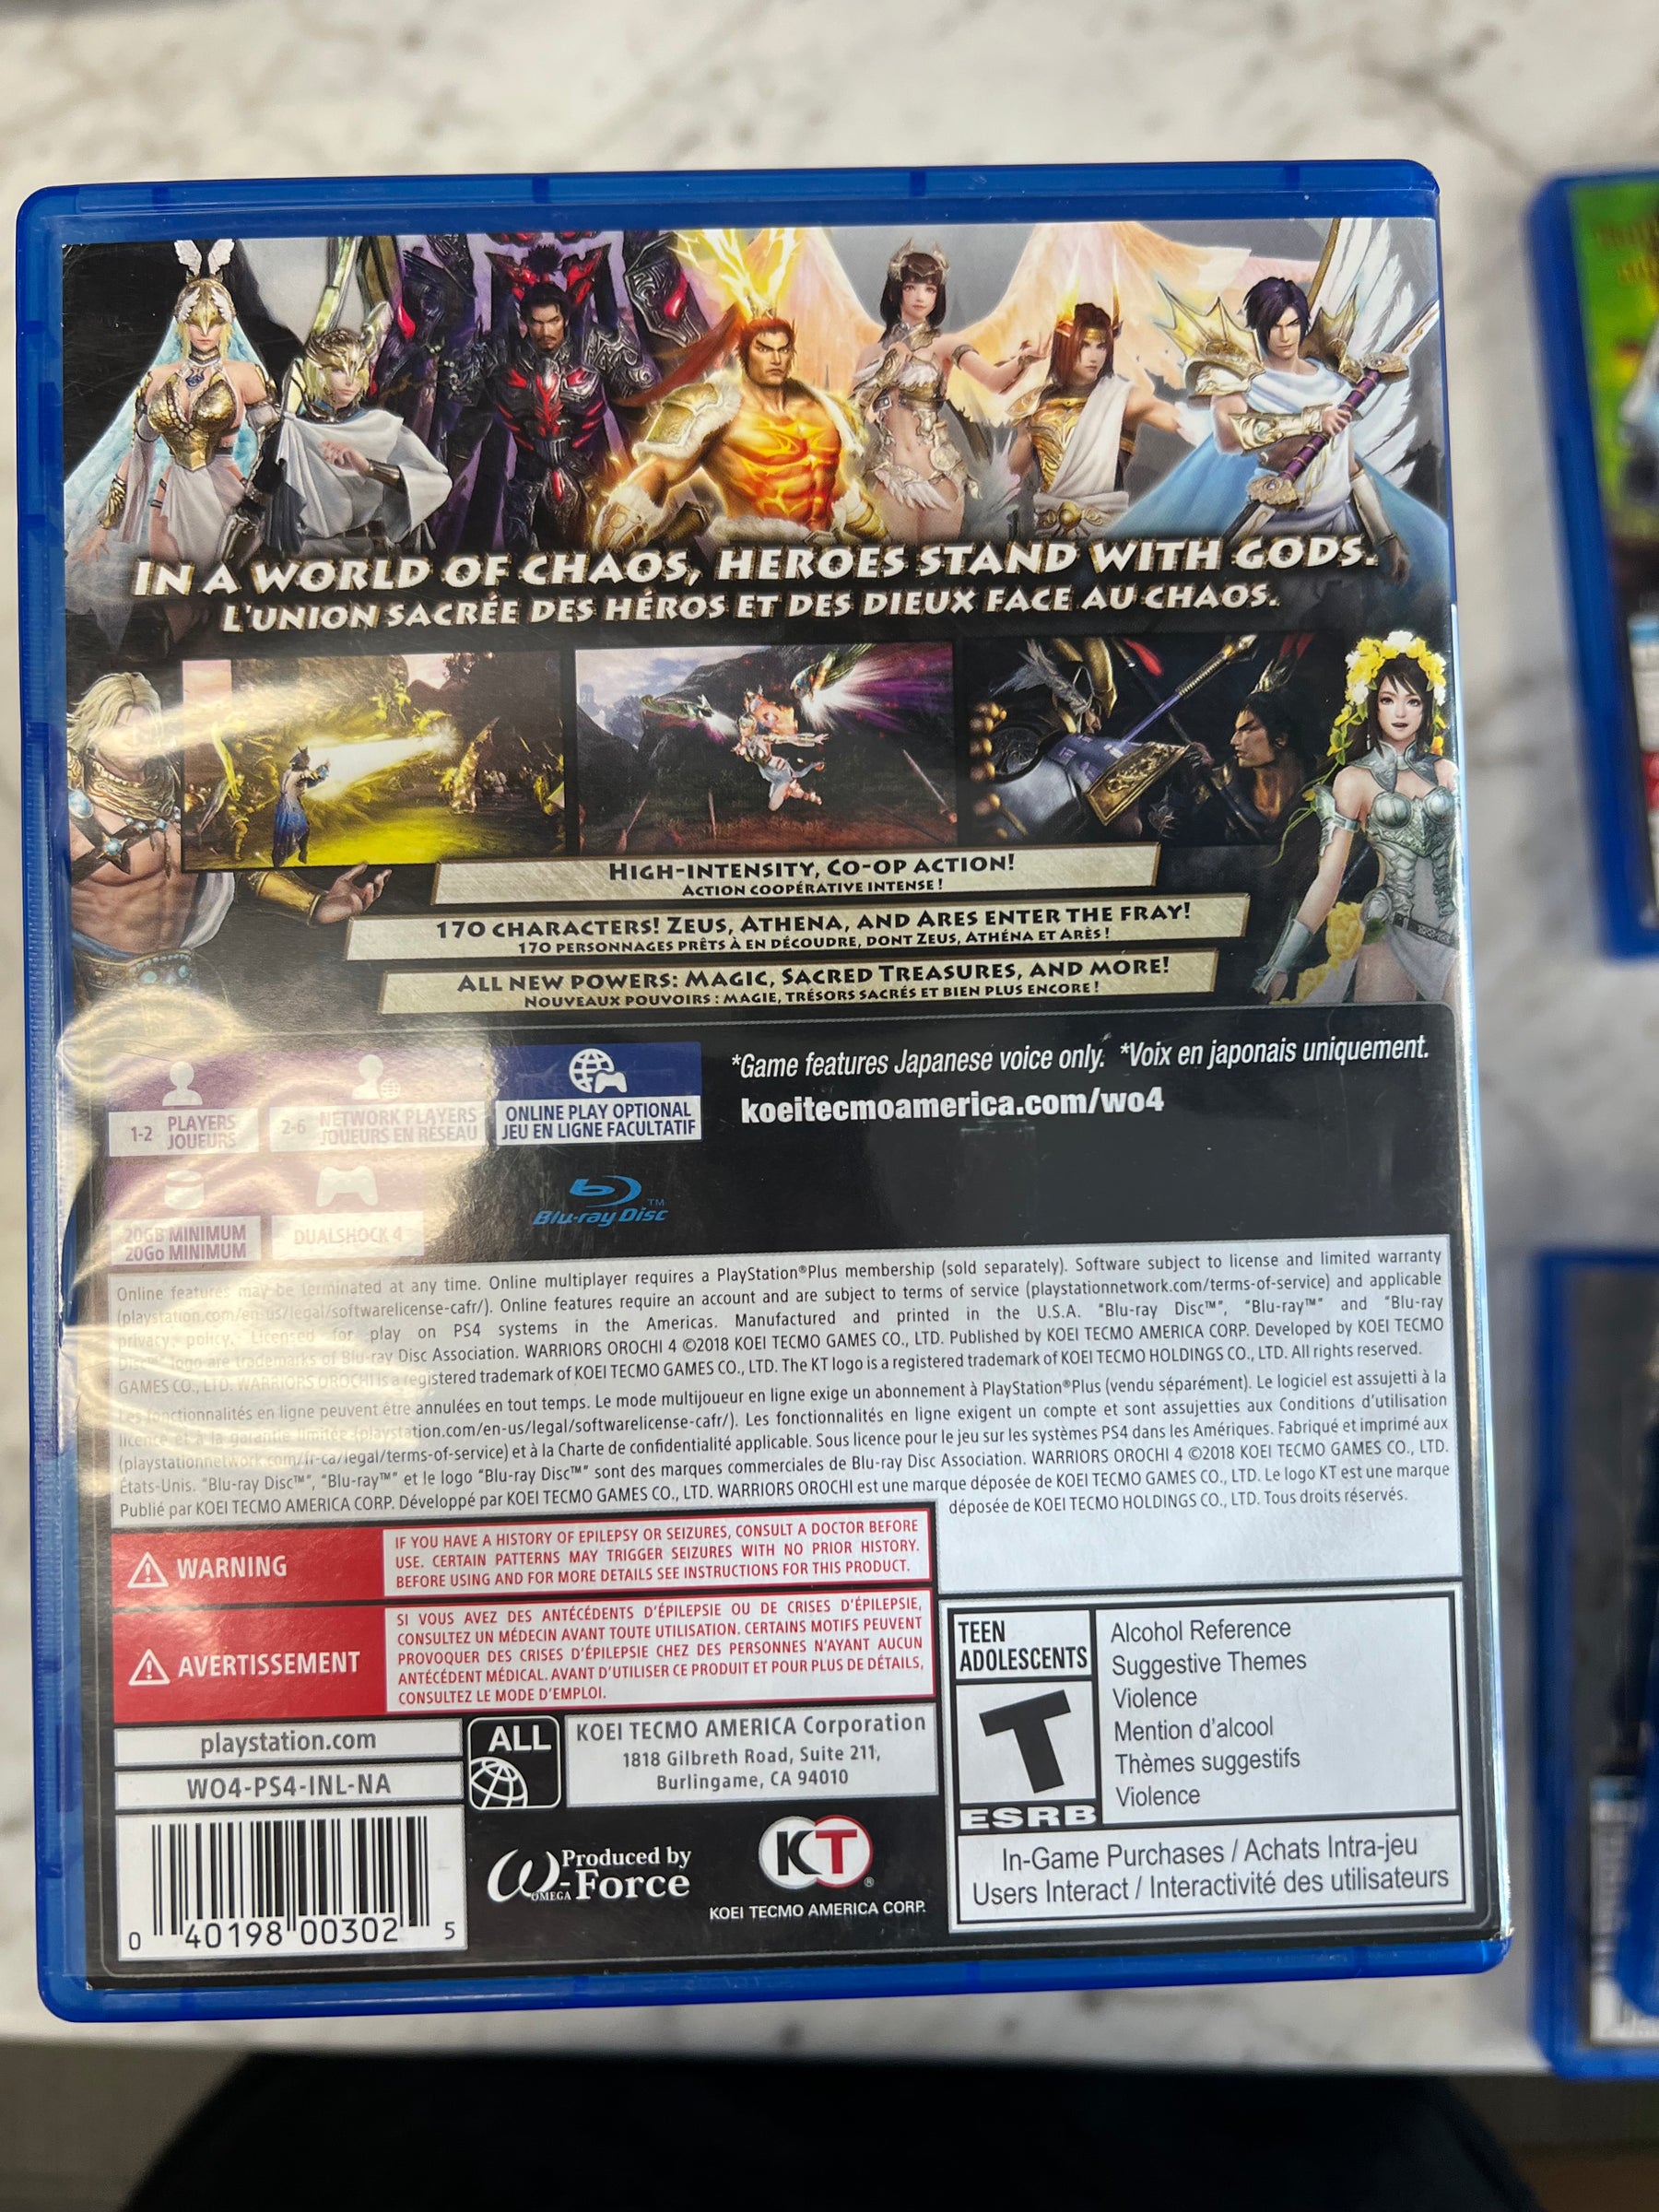 IN A WORLD OF CHAOS, HEROES STAND WITH GODS.
L'UNION SACRÉE DES HÉROS ET DES DIEUX FACE AU CHAOS.
HIGH-INTENSITY, CO-OP ACTION!
ACTION COOPÉRATIVE INTENSE !
170 CHARACTERS! ZEUS, ATHENA, AND ARES ENTER THE FRAY!
170 PERSONNAGES PRÊTS À EN DÉCOUDRE, DONT ZEUS, ATHÉNA ET ARÈS !
ALL NEW POWERS: MAGIC, SACRED TREASURES, AND MORE!
NOUVEAUX POUVOIRS : MAGIE, TRÉSORS SACRÉS ET BIEN PLUS ENCORE !
1-2 PLAYERS
JOUEURS
2-6 NETWORK PLAYERS
JOUEURS EN RÉSEAU
ONLINE PLAY OPTIONAL
JEU EN LIGNE FACULTATIF
*Game features Japanese voice only. *Voix en japonais uniquement.
koeitecmoamerica.com/wo4
20GB MINIMUM
20Go MINIMUM
DUALSHOCK 4
Blu-ray Disc™
Online features may be terminated at any time. Online multiplayer requires a PlayStation®Plus membership (sold separately). Software subject to license and limited warranty
(playstation.com/en-us/legal/softwarelicense-cafr/). Online features require an account and are subject to terms of service (playstationnetwork.com/terms-of-service) and applicable
privacy policy. Licensed for play on PS4 systems in the Americas. Manufactured and printed in the U.S.A. "Blu-ray Disc™", "Blu-ray™" and "Blu-ray
Disc™" logo are trademarks of Blu-ray Disc Association. WARRIORS OROCHI 4 ©2018 KOEI TECMO GAMES CO., LTD. Published by KOEI TECMO AMERICA CORP. Developed by KOEI TECMO
GAMES CO., LTD. WARRIORS OROCHI is a registered trademark of KOEI TECMO GAMES CO., LTD. The KT logo is a registered trademark of KOEI TECMO HOLDINGS CO., LTD. All rights reserved.
Les fonctionnalités en ligne peuvent être annulées en tout temps. Le mode multijoueur en ligne exige un abonnement à PlayStation®Plus (vendu séparément). Le logiciel est assujetti à la
licence et à la garantie limitée (playstation.com/en-us/legal/softwarelicense-cafr/). Les fonctionnalités en ligne exigent un compte et sont assujetties aux Conditions d'utilisation
(playstationnetwork.com/fr-ca/legal/terms-of-service) et à la Charte de confidentialité applicable. Sous licence pour le jeu sur les systèmes PS4 dans les Amériques. Fabriqué et imprimé aux
États-Unis. "Blu-ray Disc™", "Blu-ray™" et le logo "Blu-ray Disc™" sont des marques commerciales de Blu-ray Disc Association. WARRIORS OROCHI 4 ©2018 KOEI TECMO GAMES CO., LTD.
Publié par KOEI TECMO AMERICA CORP. Développé par KOEI TECMO GAMES CO., LTD. WARRIORS OROCHI est une marque déposée de KOEI TECMO GAMES CO., LTD. Le logo KT est une marque
déposée de KOEI TECMO HOLDINGS CO., LTD. Tous droits réservés.
WARNING
IF YOU HAVE A HISTORY OF EPILEPSY OR SEIZURES, CONSULT A DOCTOR BEFORE
USE. CERTAIN PATTERNS MAY TRIGGER SEIZURES WITH NO PRIOR HISTORY.
BEFORE USING AND FOR MORE DETAILS SEE INSTRUCTIONS FOR THIS PRODUCT.
AVERTISSEMENT
SI VOUS AVEZ DES ANTÉCÉDENTS D'ÉPILEPSIE OU DE CRISES D'ÉPILEPSIE,
CONSULTEZ UN MÉDECIN AVANT TOUTE UTILISATION. CERTAINS MOTIFS PEUVENT
PROVOQUER DES CRISES D'ÉPILEPSIE CHEZ DES PERSONNES N'AYANT AUCUN
ANTÉCÉDENT MÉDICAL. AVANT D'UTILISER CE PRODUIT ET POUR PLUS DE DÉTAILS,
CONSULTEZ LE MODE D'EMPLOI.
playstation.com
WO4-PS4-INL-NA
ALL
KOEI TECMO AMERICA Corporation
1818 Gilbreth Road, Suite 211,
Burlingame, CA 94010
0 40198 00302 5
Produced by
ω-Force
OMEGA
KT®
KOEI TECMO AMERICA CORP.
TEEN
ADOLESCENTS
T
ESRB
Alcohol Reference
Suggestive Themes
Violence
Mention d'alcool
Thèmes suggestifs
Violence
In-Game Purchases / Achats Intra-jeu
Users Interact / Interactivité des utilisateurs